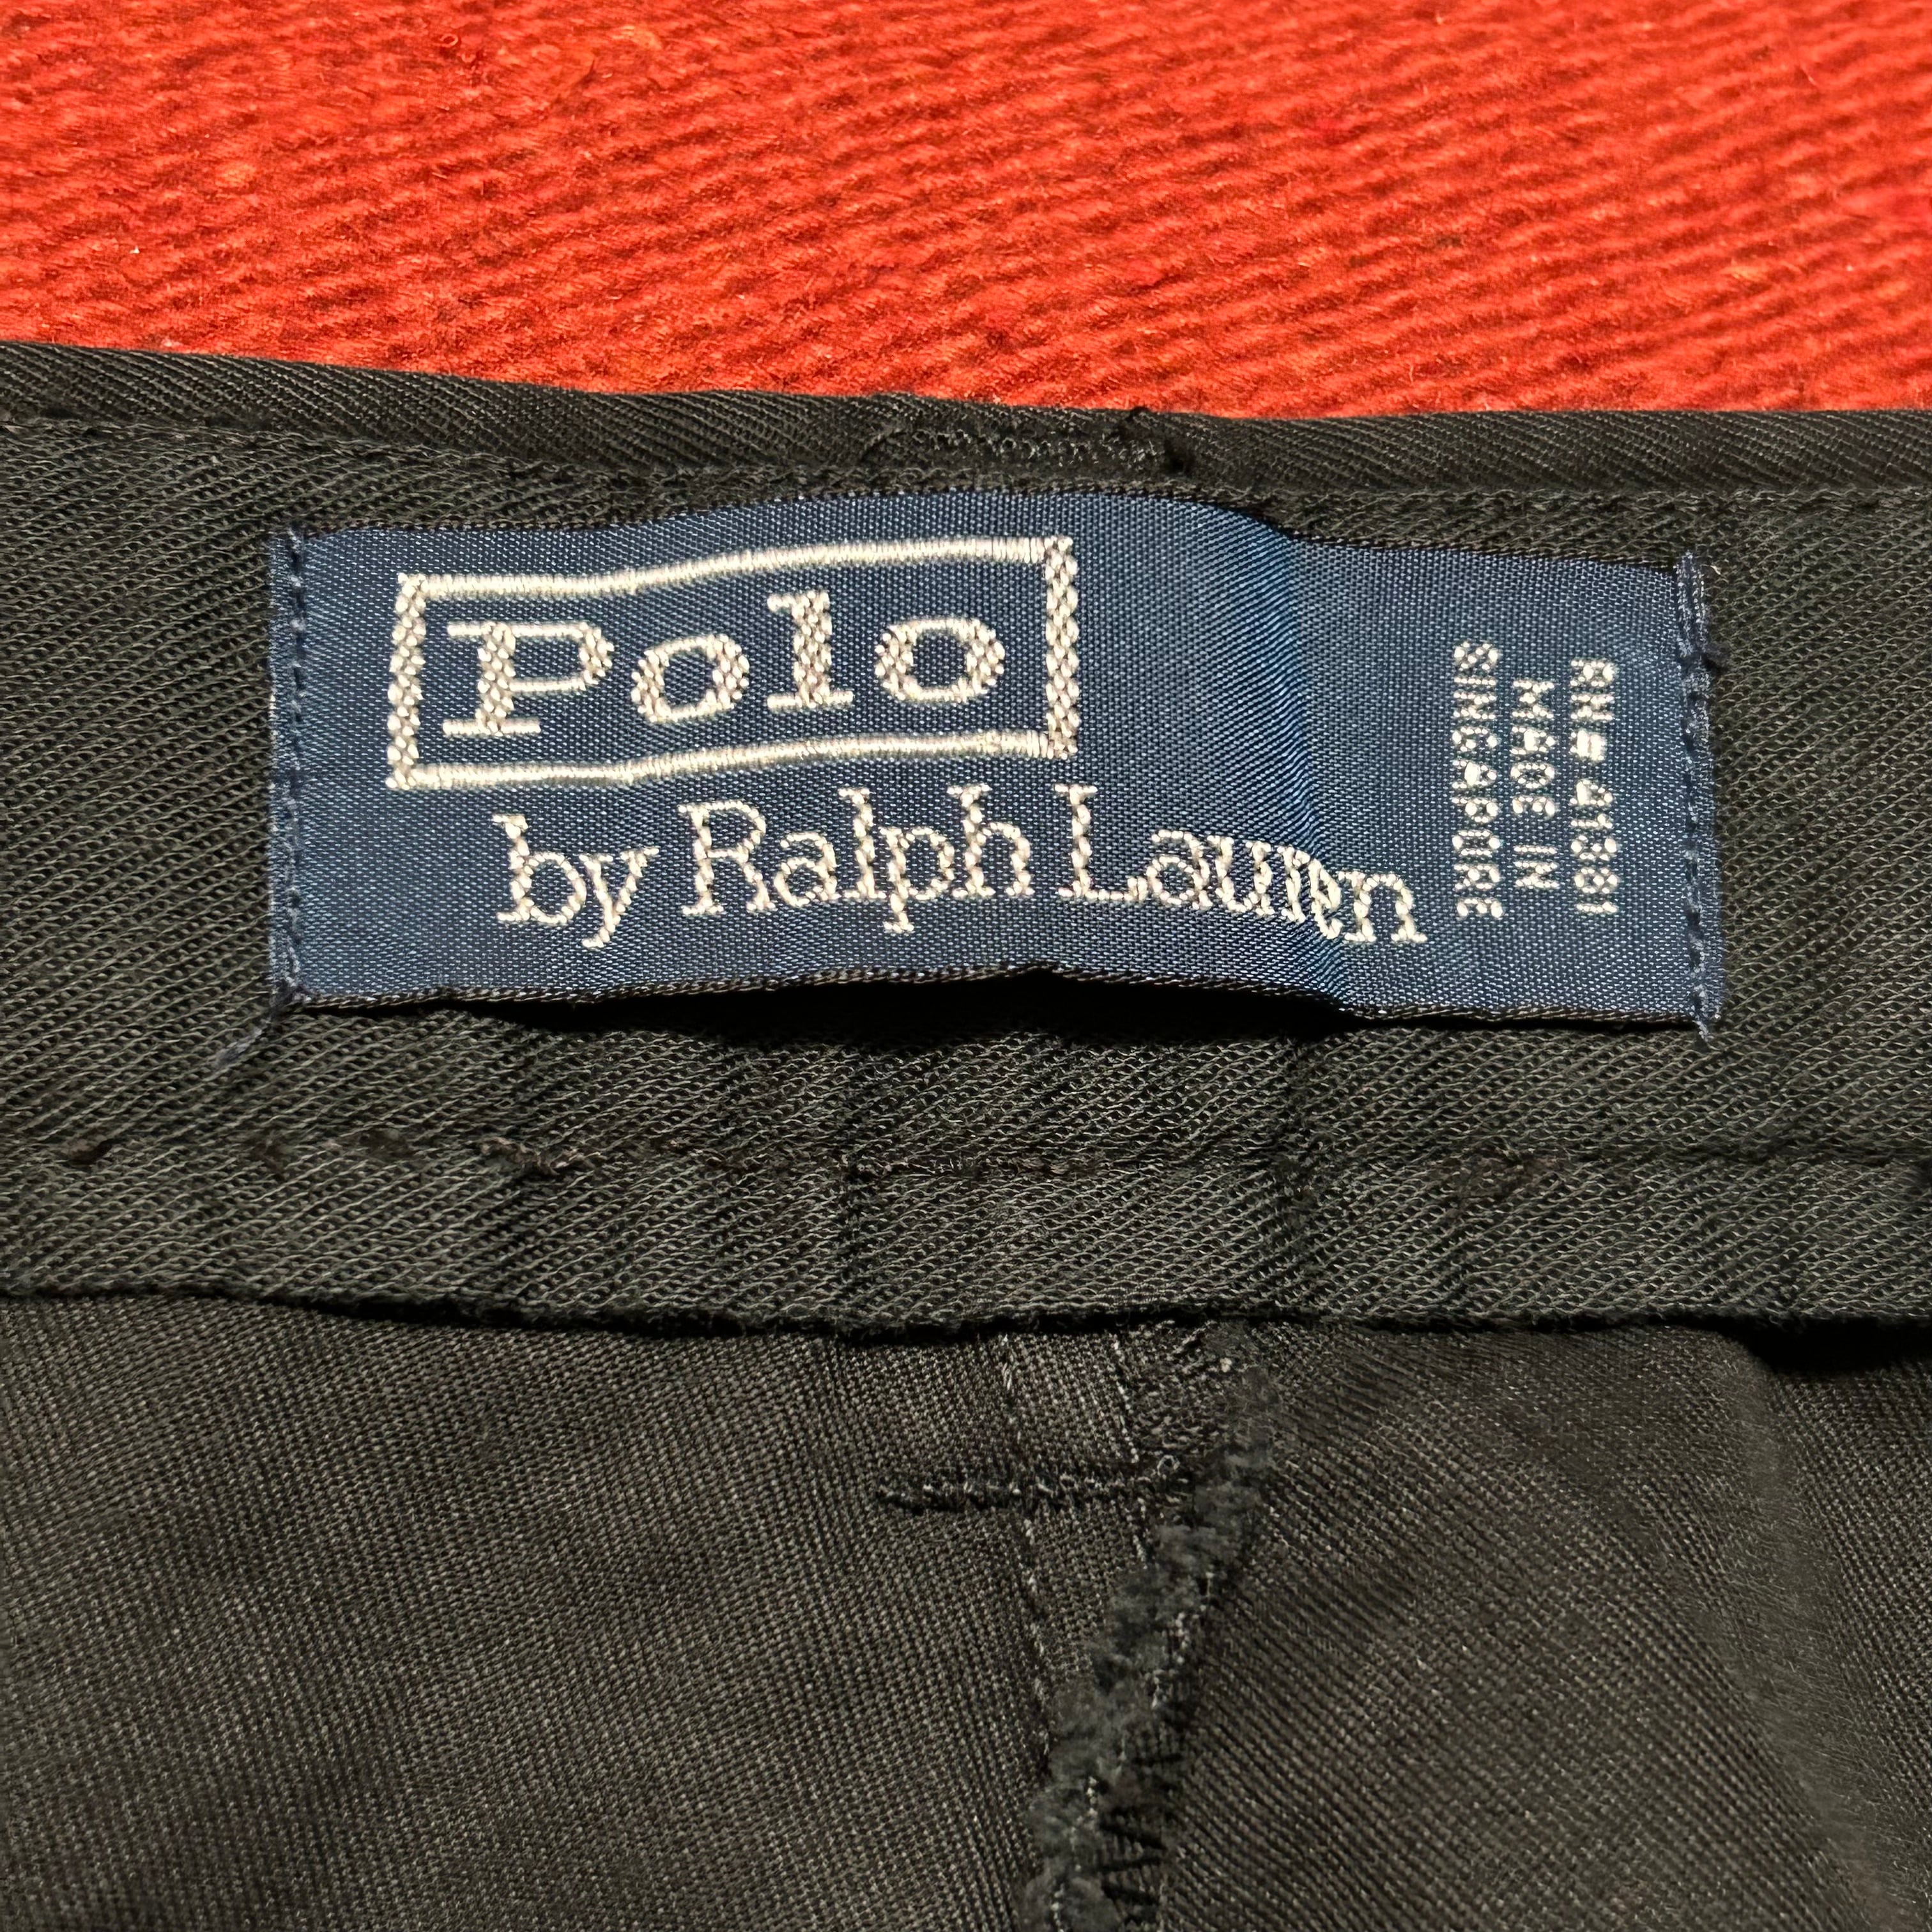 Polo
by Ralph Lauren
RN# 41381
MADE IN
SINGAPORE